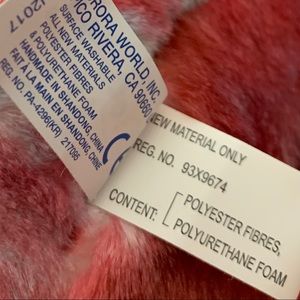 ©2017
AURORA WORLD INC.
PICO RIVERA, CA 90660
SURFACE WASHABLE
ALL NEW MATERIALS
POLYESTER FIBRES
& POLYURETHANE FOAM
HANDMADE IN SHANDONG, CHINA
FAIT À LA MAIN EN SHANDONG, CHINE
REG. NO. PA-4296(KR) 21T095
NEW MATERIAL ONLY
REG. NO. 93X9674
CONTENT:
POLYESTER FIBRES,
POLYURETHANE FOAM